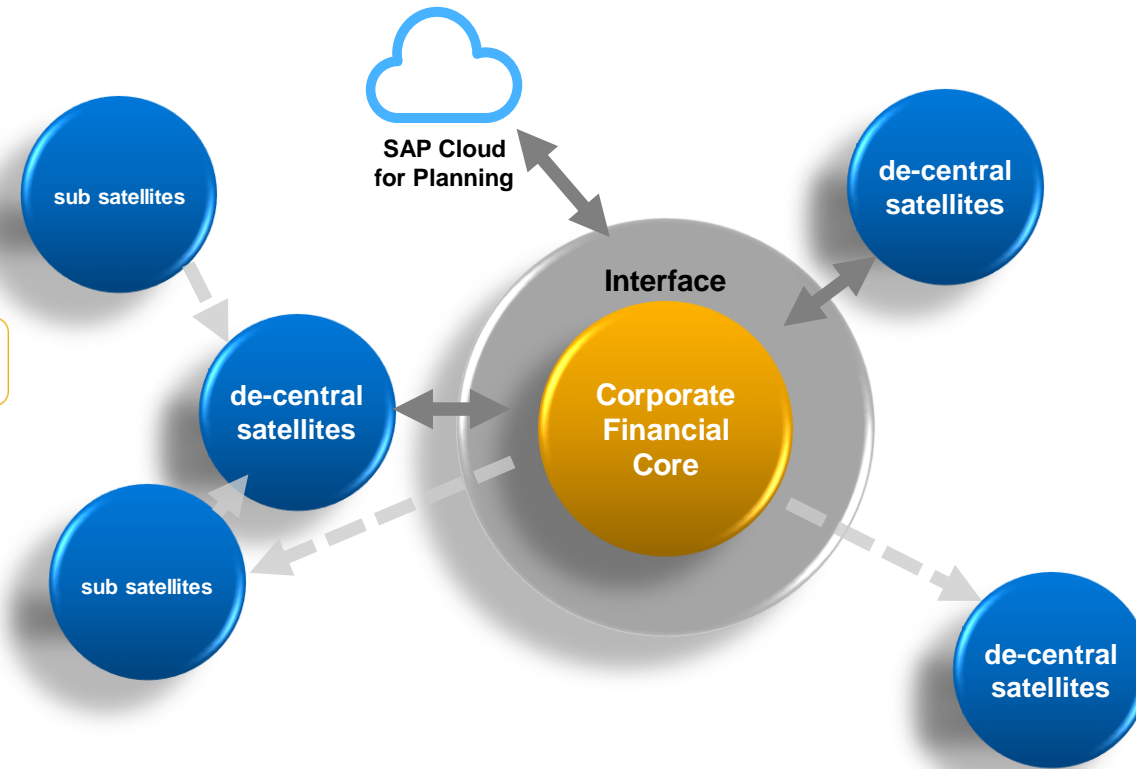 SAP Cloud
for Planning
sub satellites
de-central
satellites
Interface
de-central
satellites
Corporate
Financial
Core
sub satellites
de-central
satellites